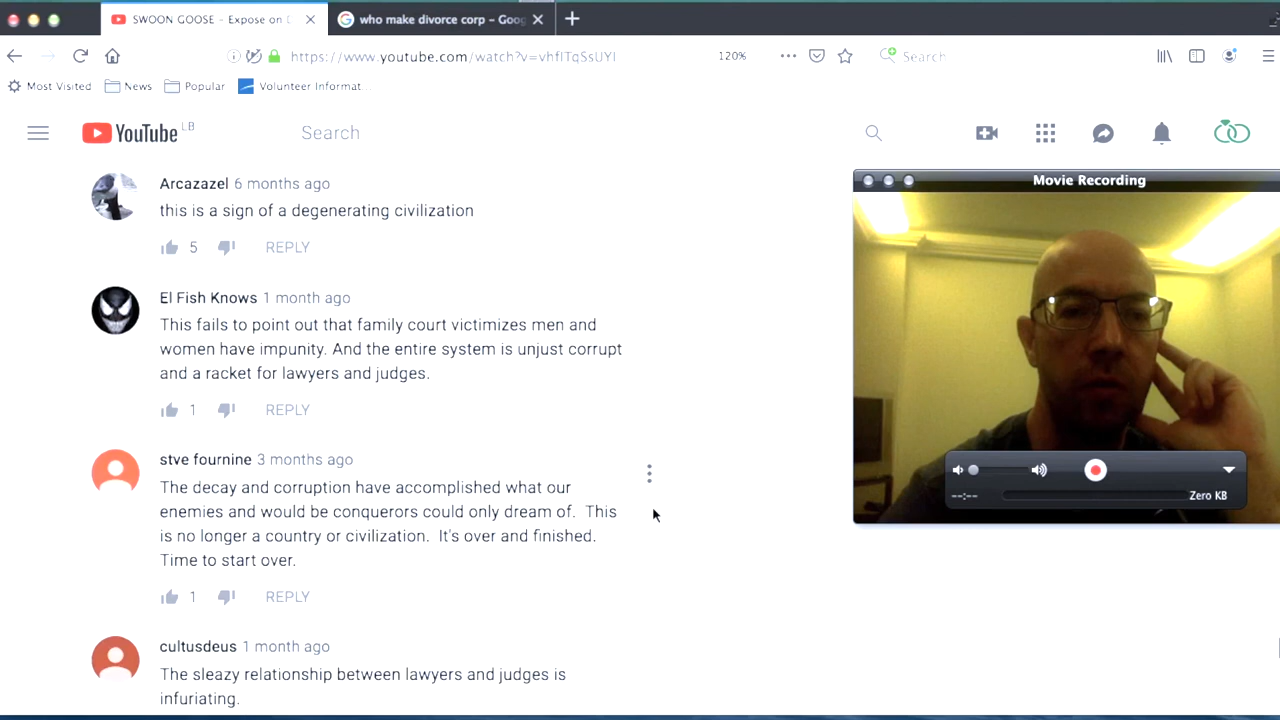 SWOON GOOSE - Expose on D
who make divorce corp – Goog
https://www.youtube.com/watch?v=vhfITqSsUYI
120%
Search
Most Visited
News
Popular
Volunteer Informat...
YouTube LB
Search
Arcazazel 6 months ago
this is a sign of a degenerating civilization
5 REPLY
El Fish Knows 1 month ago
This fails to point out that family court victimizes men and
women have impunity. And the entire system is unjust corrupt
and a racket for lawyers and judges.
1 REPLY
stve fournine 3 months ago
The decay and corruption have accomplished what our
enemies and would be conquerors could only dream of. This
is no longer a country or civilization. It's over and finished.
Time to start over.
1 REPLY
cultusdeus 1 month ago
The sleazy relationship between lawyers and judges is
infuriating.
Movie Recording
--:-- Zero KB